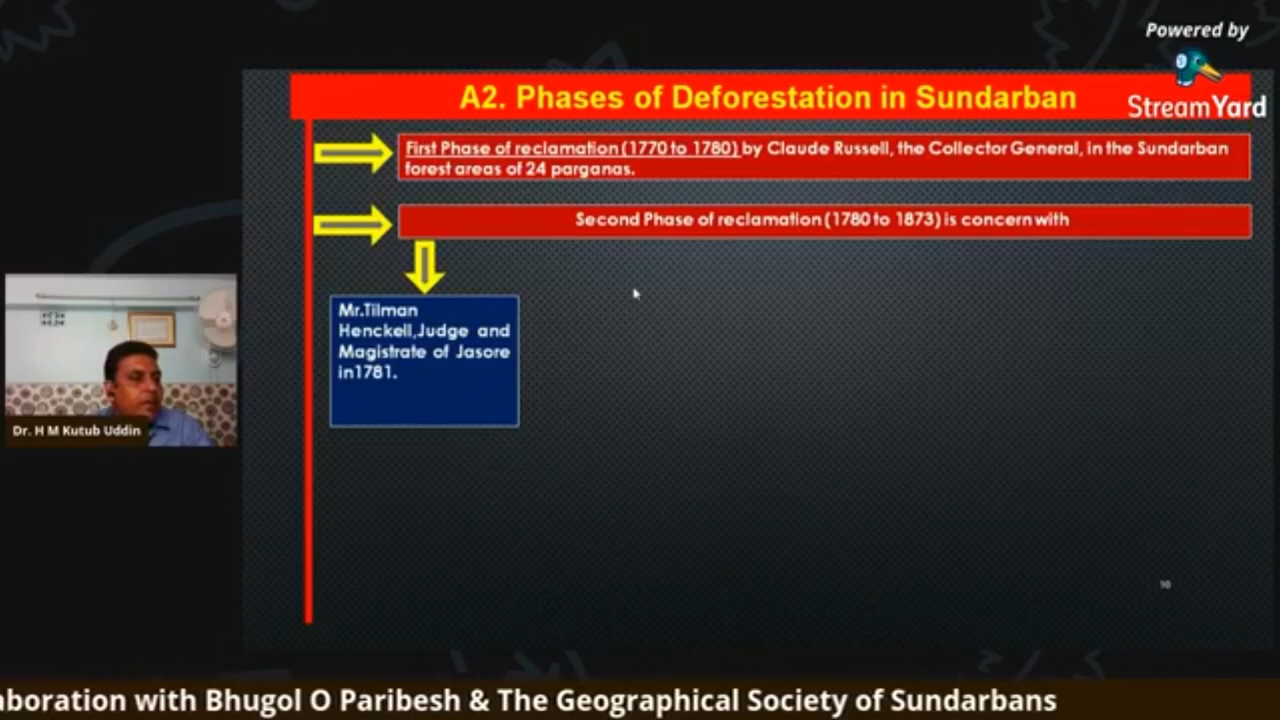 Powered by
StreamYard
A2. Phases of Deforestation in Sundarban
First Phase of reclamation (1770 to 1780) by Claude Russell, the Collector General, in the Sundarban
forest areas of 24 parganas.
Second Phase of reclamation (1780 to 1873) is concern with
Mr.Tilman
Henckell,Judge and
Magistrate of Jasore
in1781.
Dr. H M Kutub Uddin
10
aboration with Bhugol O Paribesh & The Geographical Society of Sundarbans